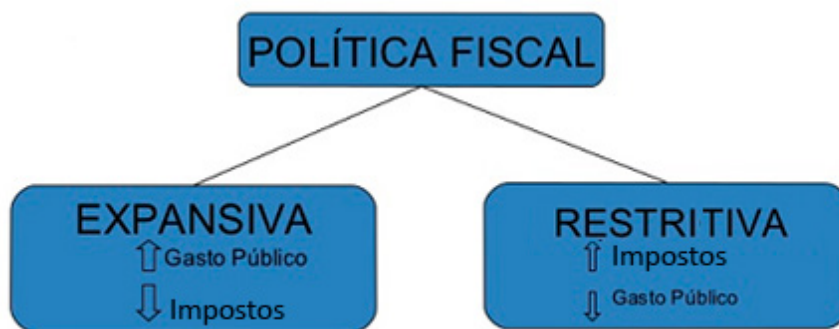 POLÍTICA FISCAL
EXPANSIVA
Gasto Público
Impostos
RESTRITIVA
Impostos
Gasto Público